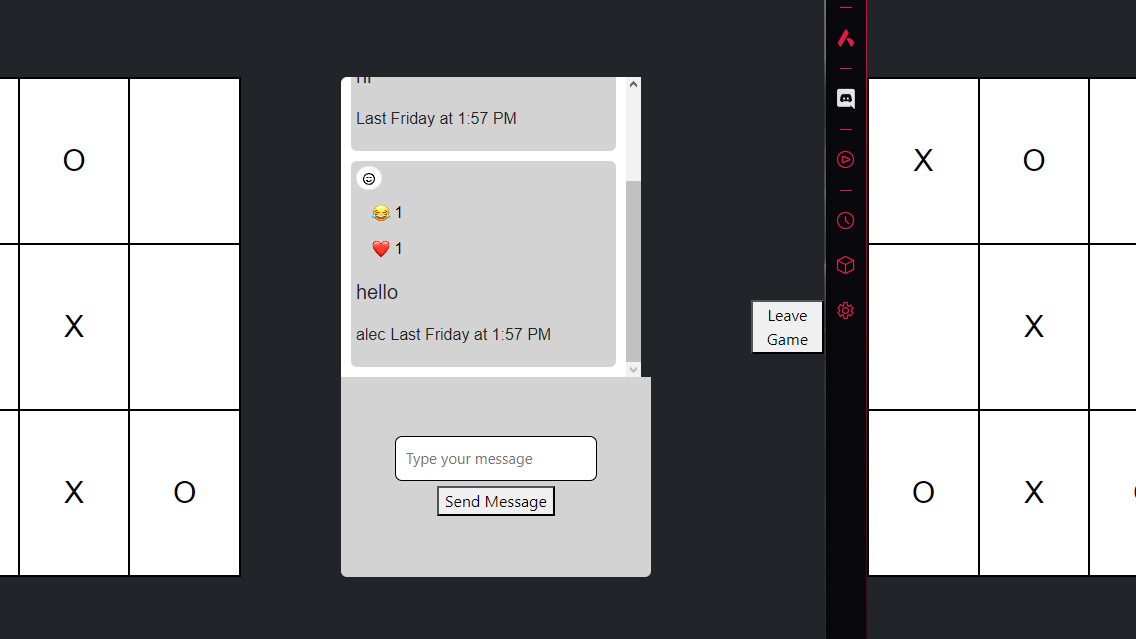 O
X
X O
Hi
Last Friday at 1:57 PM
😂 1
❤️ 1
hello
alec Last Friday at 1:57 PM
Type your message
Send Message
Leave
Game
X O
X
O X